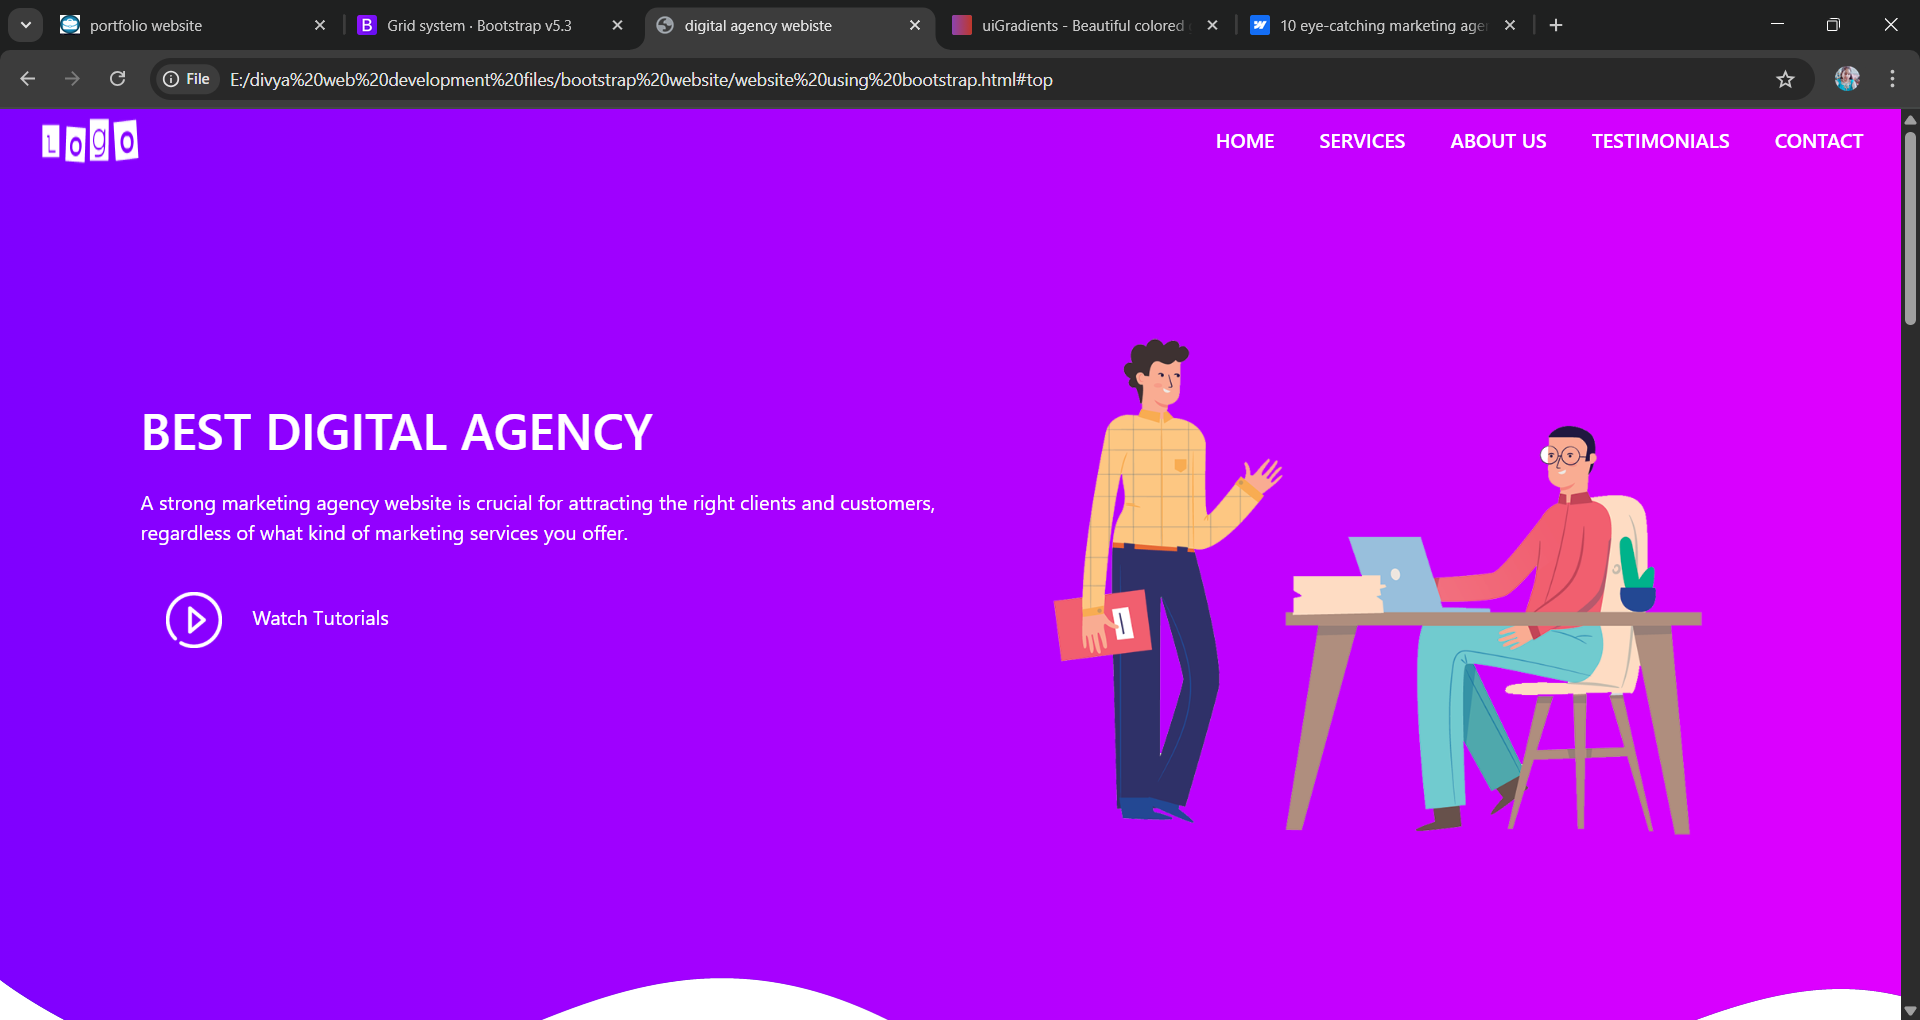 portfolio website
Grid system · Bootstrap v5.3
digital agency webiste
uiGradients - Beautiful colored
10 eye-catching marketing age
File
E:/divya%20web%20development%20files/bootstrap%20website/website%20using%20bootstrap.html#top
logo
HOME
SERVICES
ABOUT US
TESTIMONIALS
CONTACT
BEST DIGITAL AGENCY
A strong marketing agency website is crucial for attracting the right clients and customers,
regardless of what kind of marketing services you offer.
Watch Tutorials